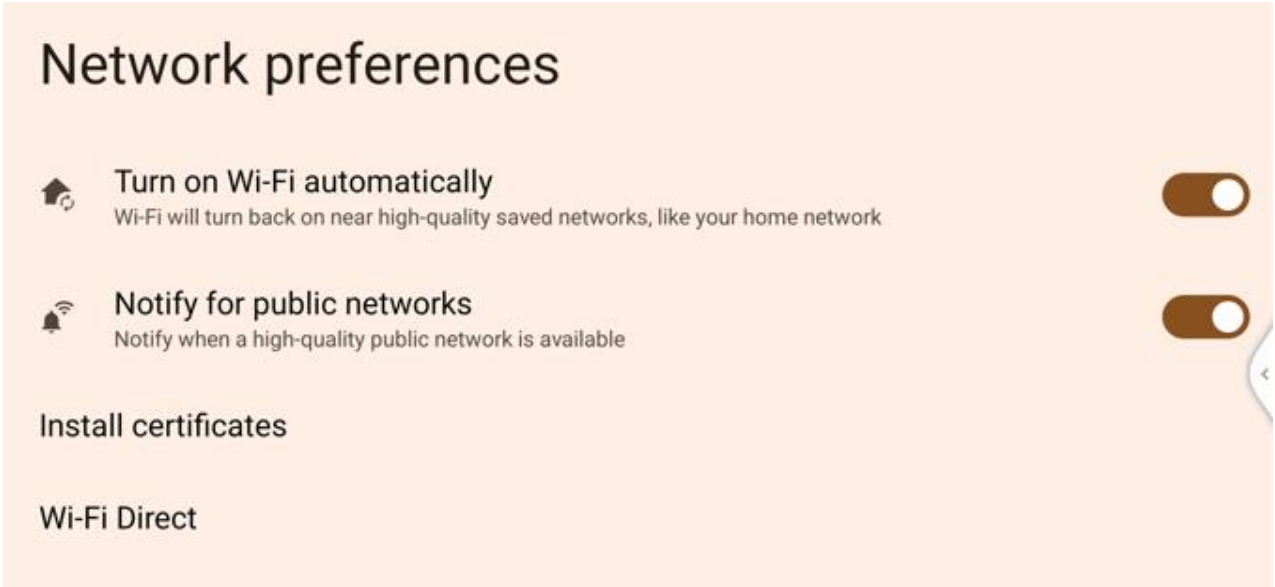 Network preferences
Turn on Wi-Fi automatically
Wi-Fi will turn back on near high-quality saved networks, like your home network
Notify for public networks
Notify when a high-quality public network is available
Install certificates
Wi-Fi Direct